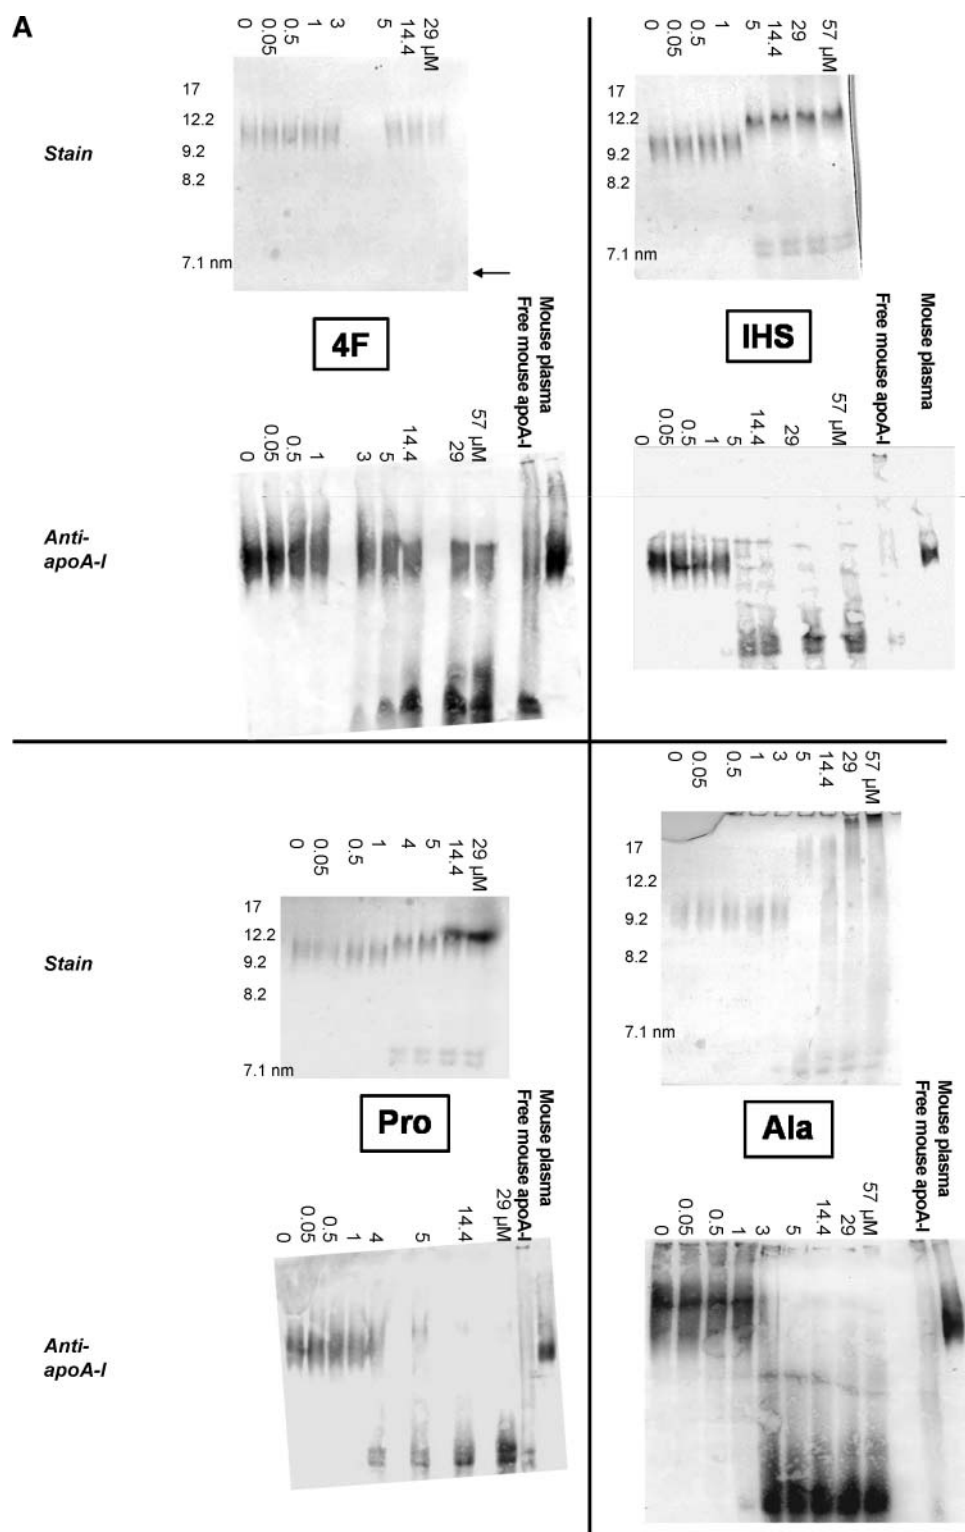 A
0 0.05 0.5 1 3 5 14.4 29 µM
17
12.2
9.2
8.2
7.1 nm
Stain
4F
Mouse plasma
Free mouse apoA-I
0 0.05 0.5 1 3 5 14.4 29 57 µM
Anti-
apoA-I
0 0.05 0.5 1 5 14.4 29 57 µM
17
12.2
9.2
8.2
7.1 nm
IHS
Mouse plasma
Free mouse apoA-I
0 0.05 0.5 1 5 14.4 29 57 µM
0 0.05 0.5 1 4 5 14.4 29 µM
17
12.2
9.2
8.2
7.1 nm
Stain
Pro
Mouse plasma
Free mouse apoA-I
0 0.05 0.5 1 4 5 14.4 29 µM
Anti-
apoA-I
0 0.05 0.5 1 3 5 14.4 29 57 µM
17
12.2
9.2
8.2
7.1 nm
Ala
Mouse plasma
Free mouse apoA-I
0 0.05 0.5 1 3 5 14.4 29 57 µM